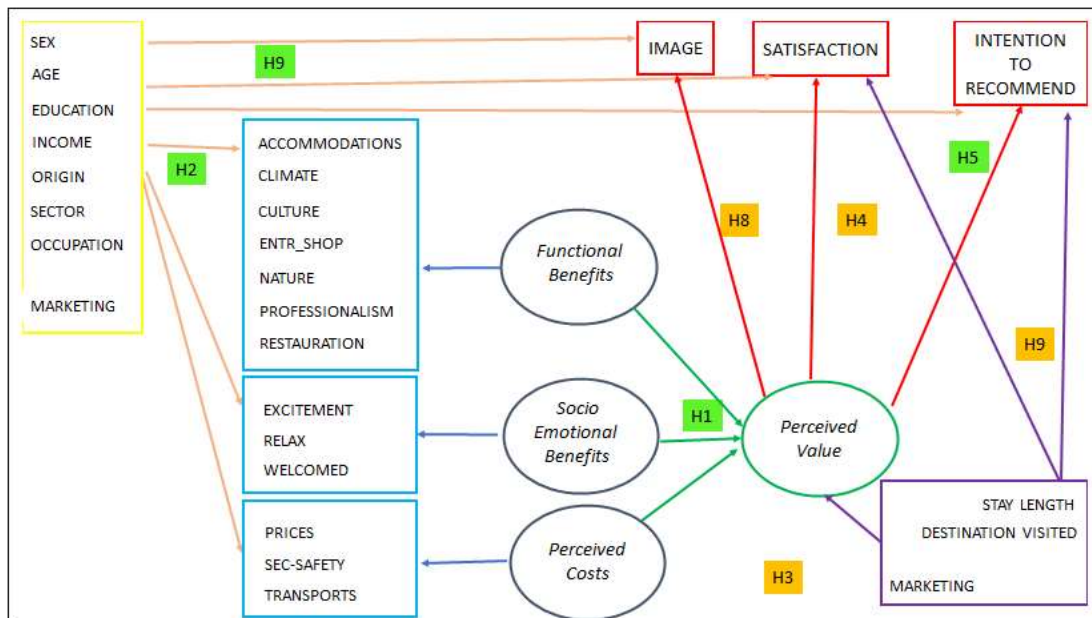 SEX
AGE
EDUCATION
INCOME
ORIGIN
SECTOR
OCCUPATION
MARKETING
H9
H2
IMAGE
SATISFACTION
INTENTION
TO
RECOMMEND
ACCOMMODATIONS
CLIMATE
CULTURE
ENTR_SHOP
NATURE
PROFESSIONALISM
RESTAURATION
EXCITEMENT
RELAX
WELCOMED
PRICES
SEC-SAFETY
TRANSPORTS
Functional
Benefits
Socio
Emotional
Benefits
Perceived
Costs
H1
H8
H4
H5
H9
Perceived
Value
H3
STAY LENGTH
DESTINATION VISITED
MARKETING